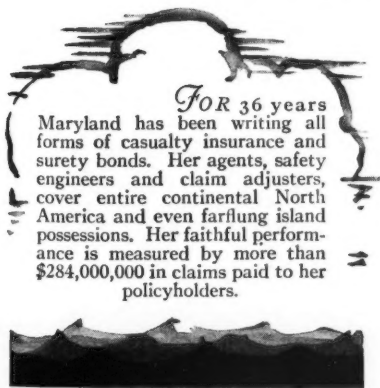 FOR 36 years
Maryland has been writing all
forms of casualty insurance and
surety bonds. Her agents, safety
engineers and claim adjusters,
cover entire continental North
America and even farflung island
possessions. Her faithful perform-
ance is measured by more than
$284,000,000 in claims paid to her
policyholders.